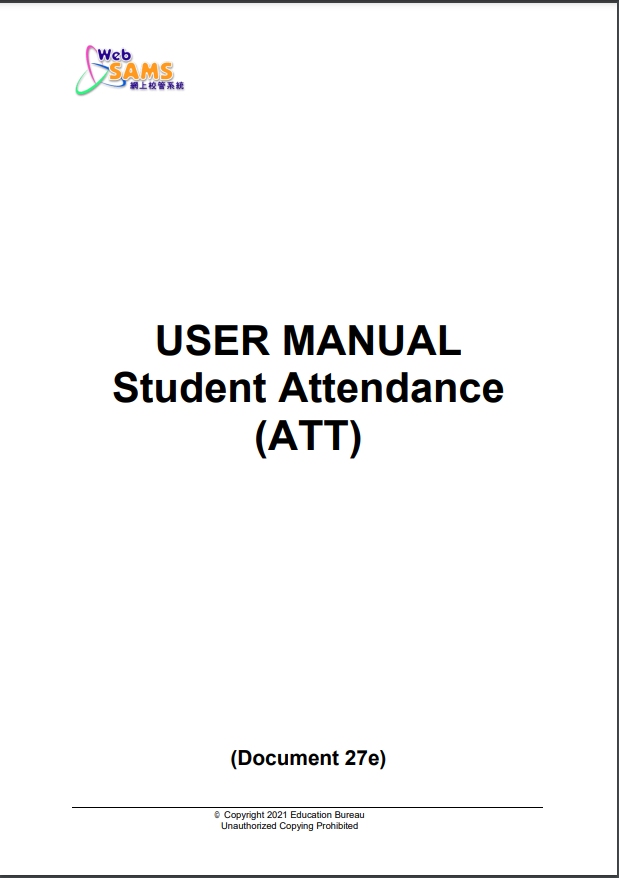 Web
SAMS
網上校管系統
USER MANUAL
Student Attendance
(ATT)
(Document 27e)
© Copyright 2021 Education Bureau
Unauthorized Copying Prohibited